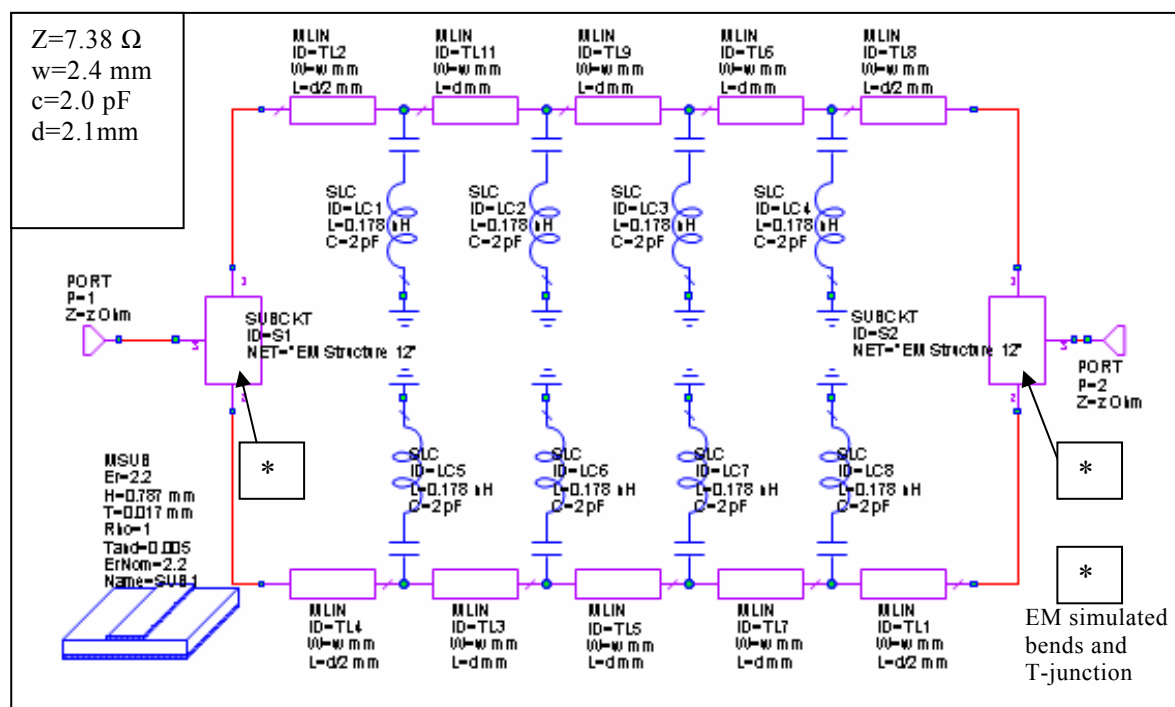 Z=7.38 Ω
w=2.4 mm
c=2.0 pF
d=2.1mm
MLIN
ID=TL2
W=w mm
L=d/2 mm
MLIN
ID=TL11
W=w mm
L=d mm
MLIN
ID=TL9
W=w mm
L=d mm
MLIN
ID=TL6
W=w mm
L=d mm
MLIN
ID=TL8
W=w mm
L=d/2 mm
SLC
ID=LC1
L=0.178 nH
C=2 pF
SLC
ID=LC2
L=0.178 nH
C=2 pF
SLC
ID=LC3
L=0.178 nH
C=2 pF
SLC
ID=LC4
L=0.178 nH
C=2 pF
PORT
P=1
Z=z Ohm
3
SUBCKT
ID=S1
NET="EM Structure 12"
2
3
SUBCKT
ID=S2
NET="EM Structure 12"
2
PORT
P=2
Z=z Ohm
*
*
SLC
ID=LC5
L=0.178 nH
C=2 pF
SLC
ID=LC6
L=0.178 nH
C=2 pF
SLC
ID=LC7
L=0.178 nH
C=2 pF
SLC
ID=LC8
L=0.178 nH
C=2 pF
MSUB
Er=2.2
H=0.787 mm
T=0.017 mm
Rho=1
Tand=0.005
ErNom=2.2
Name=SUB1
MLIN
ID=TL4
W=w mm
L=d/2 mm
MLIN
ID=TL3
W=w mm
L=d mm
MLIN
ID=TL5
W=w mm
L=d mm
MLIN
ID=TL7
W=w mm
L=d mm
MLIN
ID=TL1
W=w mm
L=d/2 mm
*
EM simulated
bends and
T-junction